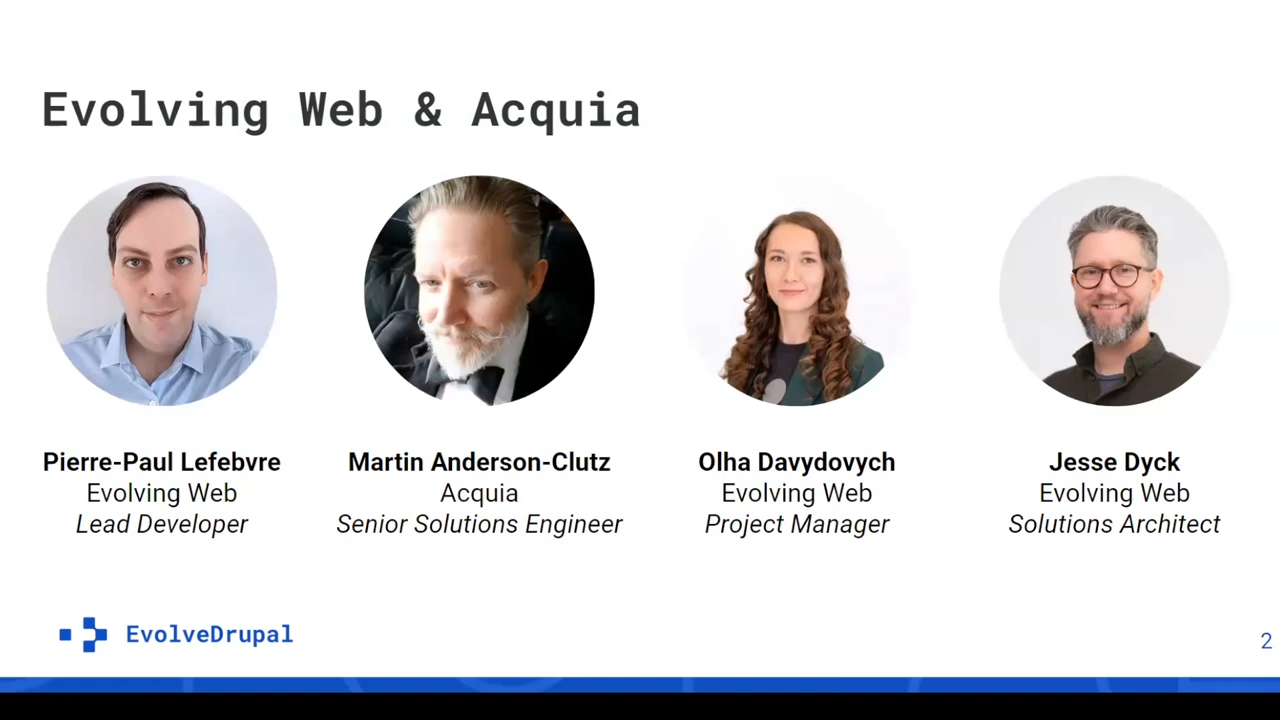 Evolving Web & Acquia
Pierre-Paul Lefebvre
Evolving Web
Lead Developer
Martin Anderson-Clutz
Acquia
Senior Solutions Engineer
Olha Davydovych
Evolving Web
Project Manager
Jesse Dyck
Evolving Web
Solutions Architect
EvolveDrupal
2